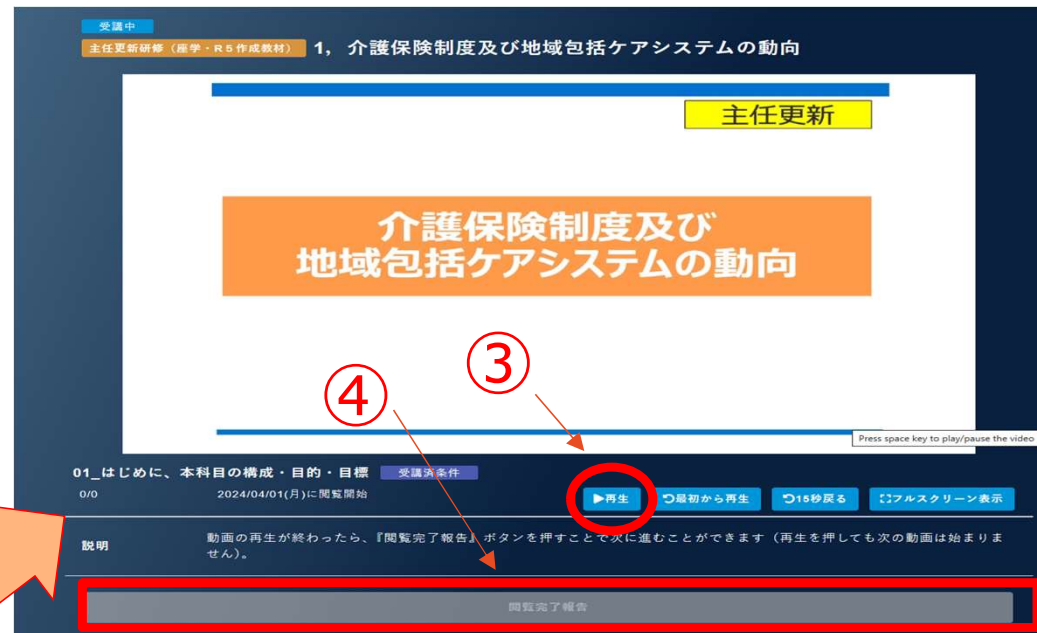 受講中
主任更新研修（座学・R5作成教材） 1，介護保険制度及び地域包括ケアシステムの動向
主任更新
介護保険制度及び
地域包括ケアシステムの動向
③
④
Press space key to play/pause the video
01_はじめに、本科目の構成・目的・目標 受講済条件
0/0 2024/04/01(月)に閲覧開始
▶再生 最初から再生 15秒戻る フルスクリーン表示
説明 動画の再生が終わったら、『閲覧完了報告』ボタンを押すことで次に進むことができます（再生を押しても次の動画は始まりま
せん）。
閲覧完了報告